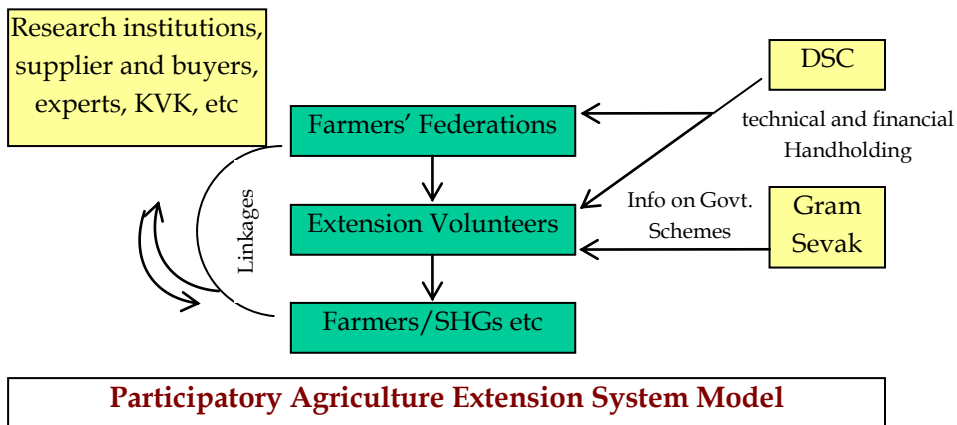 Research institutions,
supplier and buyers,
experts, KVK, etc
DSC
technical and financial
Handholding
Farmers' Federations
Linkages
Extension Volunteers
Info on Govt.
Schemes
Gram
Sevak
Farmers/SHGs etc
Participatory Agriculture Extension System Model